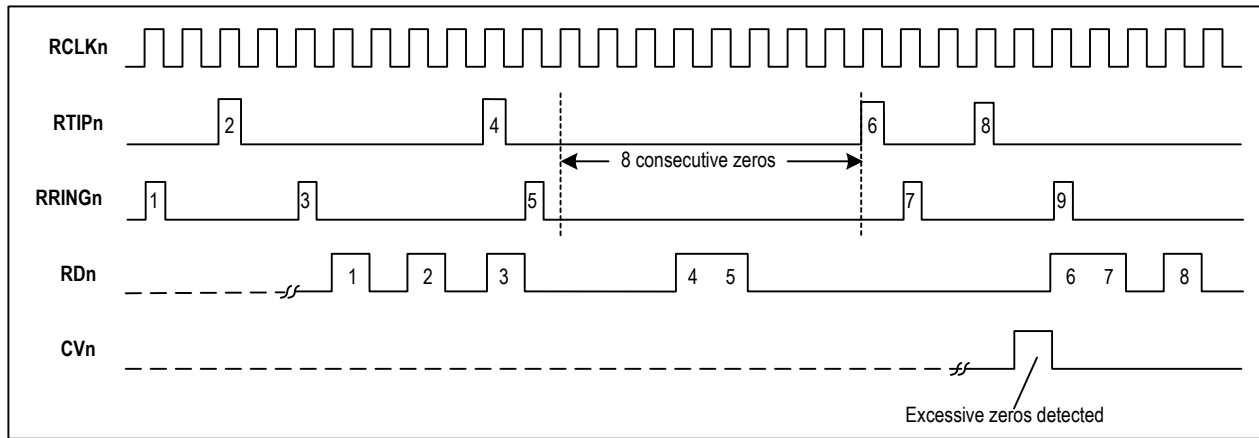 RCLKn
RTIPn
2
4
6
8
8 consecutive zeros
RRINGn
1
3
5
7
9
RDn
1
2
3
4 5
6 7
8
CVn
Excessive zeros detected